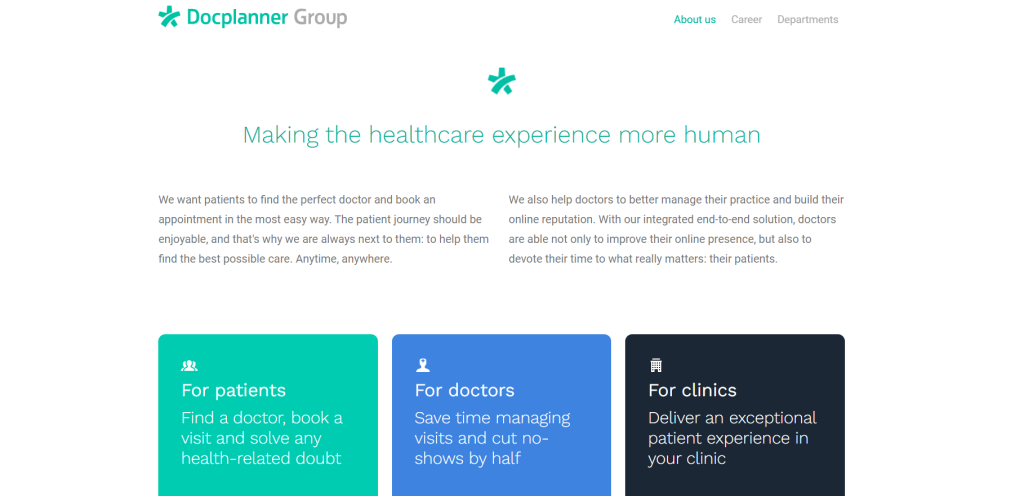 Docplanner Group
About us Career Departments
Making the healthcare experience more human
We want patients to find the perfect doctor and book an
appointment in the most easy way. The patient journey should be
enjoyable, and that's why we are always next to them: to help them
find the best possible care. Anytime, anywhere.
We also help doctors to better manage their practice and build their
online reputation. With our integrated end-to-end solution, doctors
are able not only to improve their online presence, but also to
devote their time to what really matters: their patients.
For patients
Find a doctor, book a
visit and solve any
health-related doubt
For doctors
Save time managing
visits and cut no-
shows by half
For clinics
Deliver an exceptional
patient experience in
your clinic